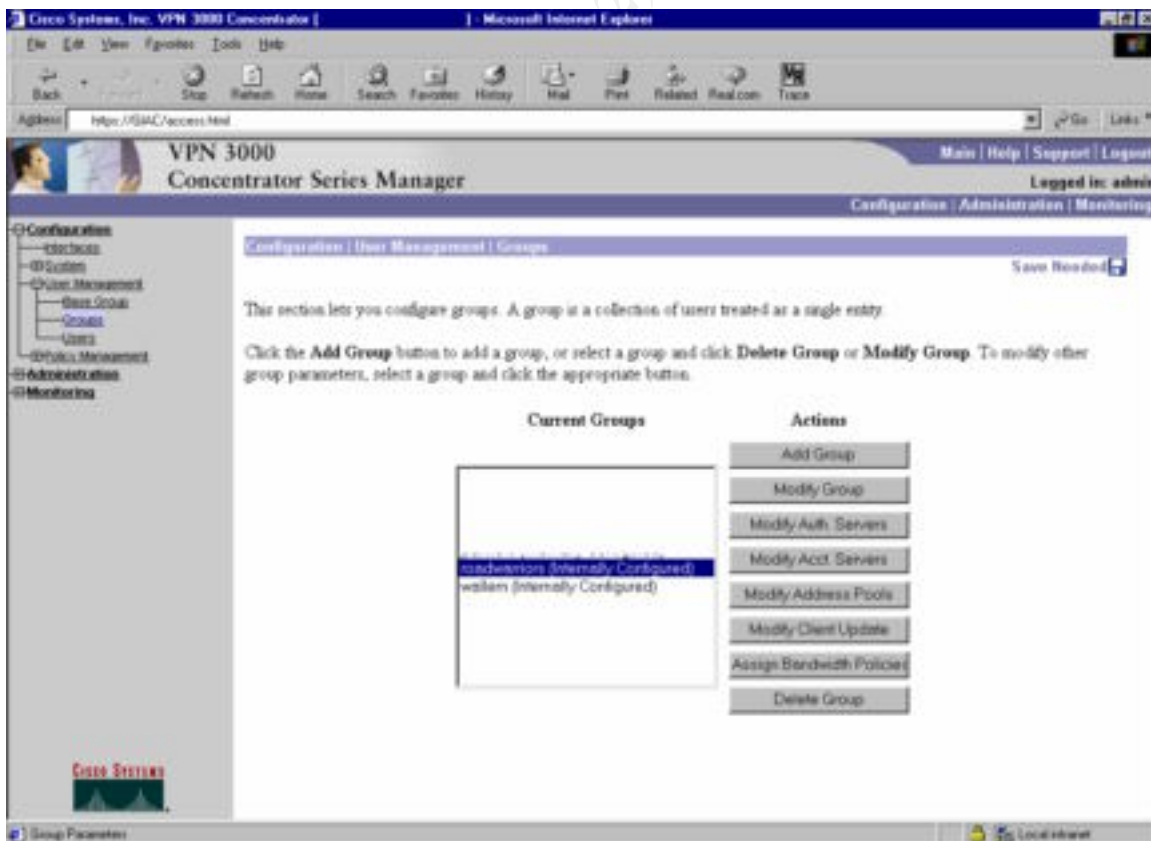 Cisco Systems, Inc. VPN 3000 Concentrator [ ] - Microsoft Internet Explorer
File Edit View Favorites Tools Help
Back Stop Refresh Home Search Favorites History Mail Print Related Real.com Trace
Address https://GIAC/access.html Go Links
VPN 3000
Concentrator Series Manager
Main | Help | Support | Logout
Logged in: admin
Configuration | Administration | Monitoring
Configuration
Interfaces
System
User Management
Base Group
Groups
Users
Policy Management
Administration
Monitoring
Configuration | User Management | Groups
Save Needed
This section lets you configure groups. A group is a collection of users treated as a single entity.
Click the Add Group button to add a group, or select a group and click Delete Group or Modify Group. To modify other
group parameters, select a group and click the appropriate button.
Current Groups
Actions
roadwarriors (Internally Configured)
wallem (Internally Configured)
Add Group
Modify Group
Modify Auth. Servers
Modify Acct. Servers
Modify Address Pools
Modify Client Update
Assign Bandwidth Policies
Delete Group
Cisco Systems
Group Parameters
Local intranet